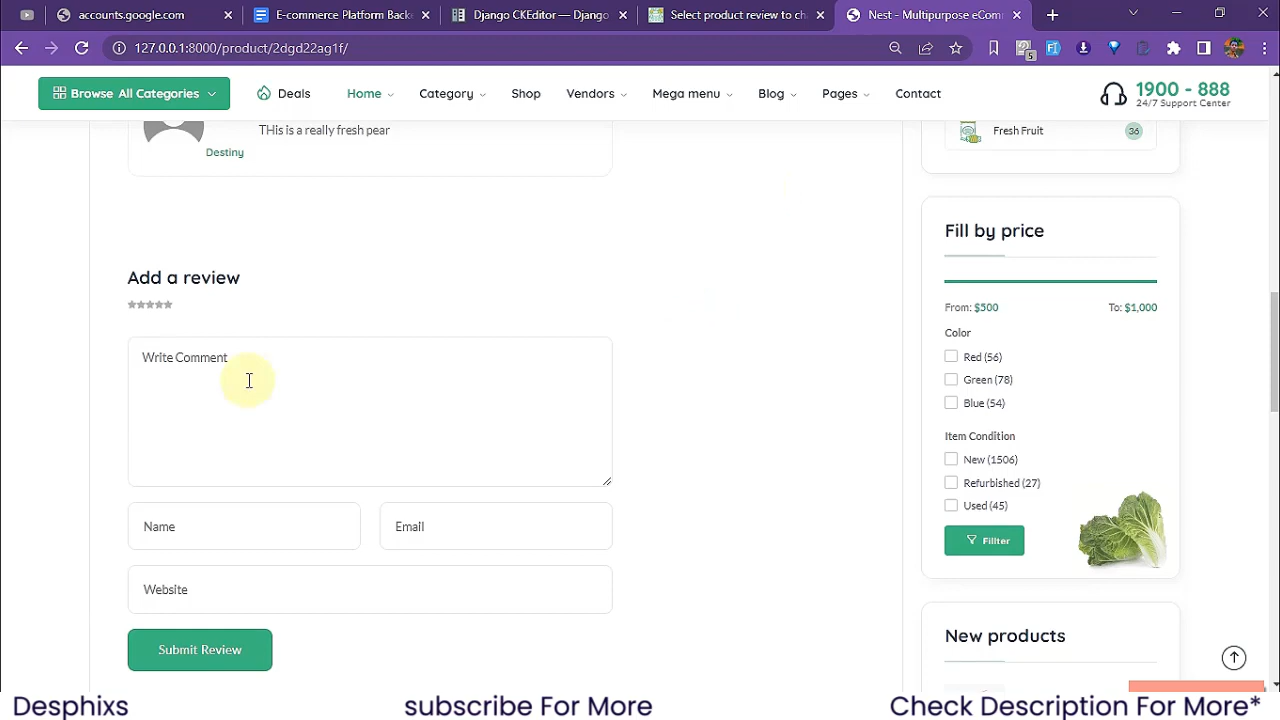 accounts.google.com
E-commerce Platform Back
Django CKEditor — Djang
Select product review to ch
Nest - Multipurpose eCom
127.0.0.1:8000/product/2dgd22ag1f/
5
Browse All Categories
Deals
Home
Category
Shop
Vendors
Mega menu
Blog
Pages
Contact
1900 - 888
24/7 Support Center
THis is a really fresh pear
Destiny
Fresh Fruit
36
Add a review
Write Comment
Name
Email
Website
Submit Review
Fill by price
From: $500
To: $1,000
Color
Red (56)
Green (78)
Blue (54)
Item Condition
New (1506)
Refurbished (27)
Used (45)
Fillter
New products
Desphixs
subscribe For More
Check Description For More*